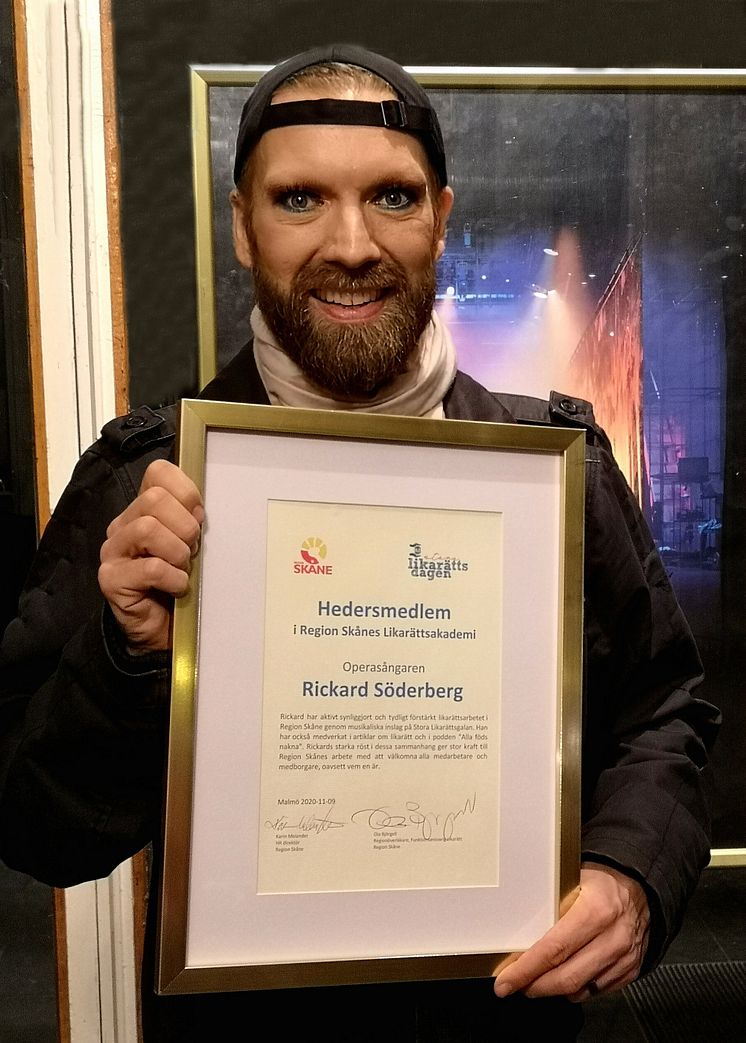 REGION
SKÅNE
Stora
likarätts
dagen
Hedersmedlem
i Region Skånes Likarättsakademi
Operasångaren
Rickard Söderberg
Rickard har aktivt synliggjort och tydligt förstärkt likarättsarbetet i
Region Skåne genom musikaliska inslag på Stora Likarättsgalan. Han
har också medverkat i artiklar om likarätt och i podden "Alla föds
nakna". Rickards starka röst i dessa sammanhang ger stor kraft till
Region Skånes arbete med att välkomna alla medarbetare och
medborgare, oavsett vem en är.
Malmö 2020-11-09
Karin Melander
HR direktör
Region Skåne
Ola Björgell
Regionöverläkare,
Region Skåne